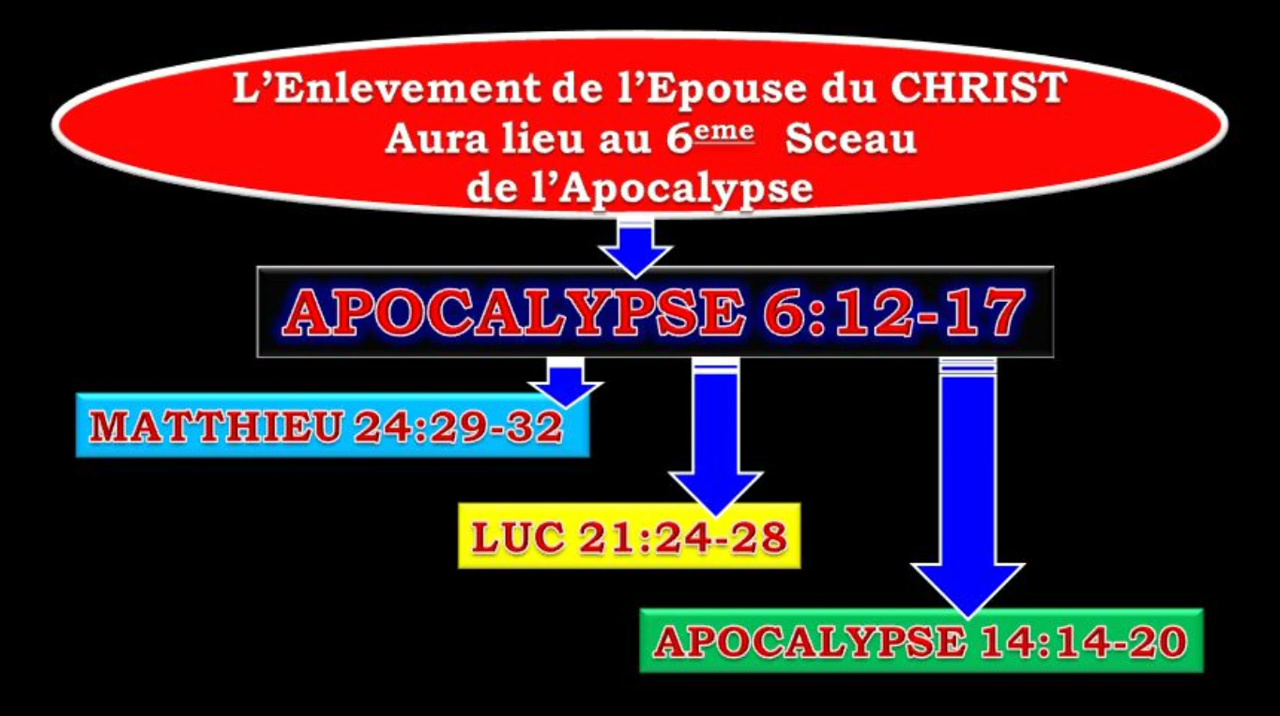 L'Enlevement de l'Epouse du CHRIST
Aura lieu au 6eme Sceau
de l'Apocalypse
APOCALYPSE 6:12-17
MATTHIEU 24:29-32
LUC 21:24-28
APOCALYPSE 14:14-20